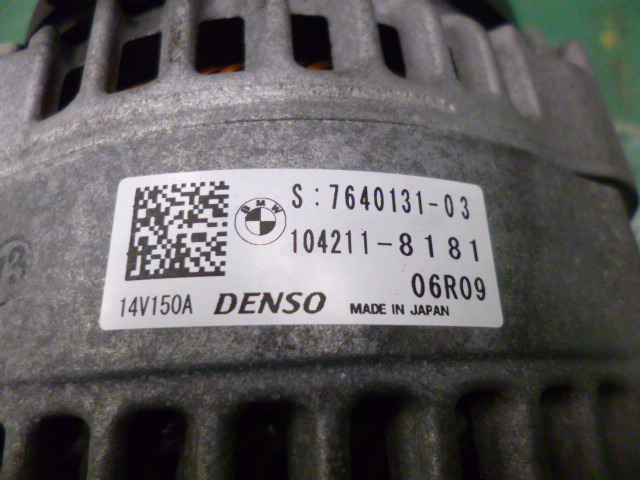 BMW
S:7640131-03
104211-8181
06R09
14V150A DENSO MADE IN JAPAN